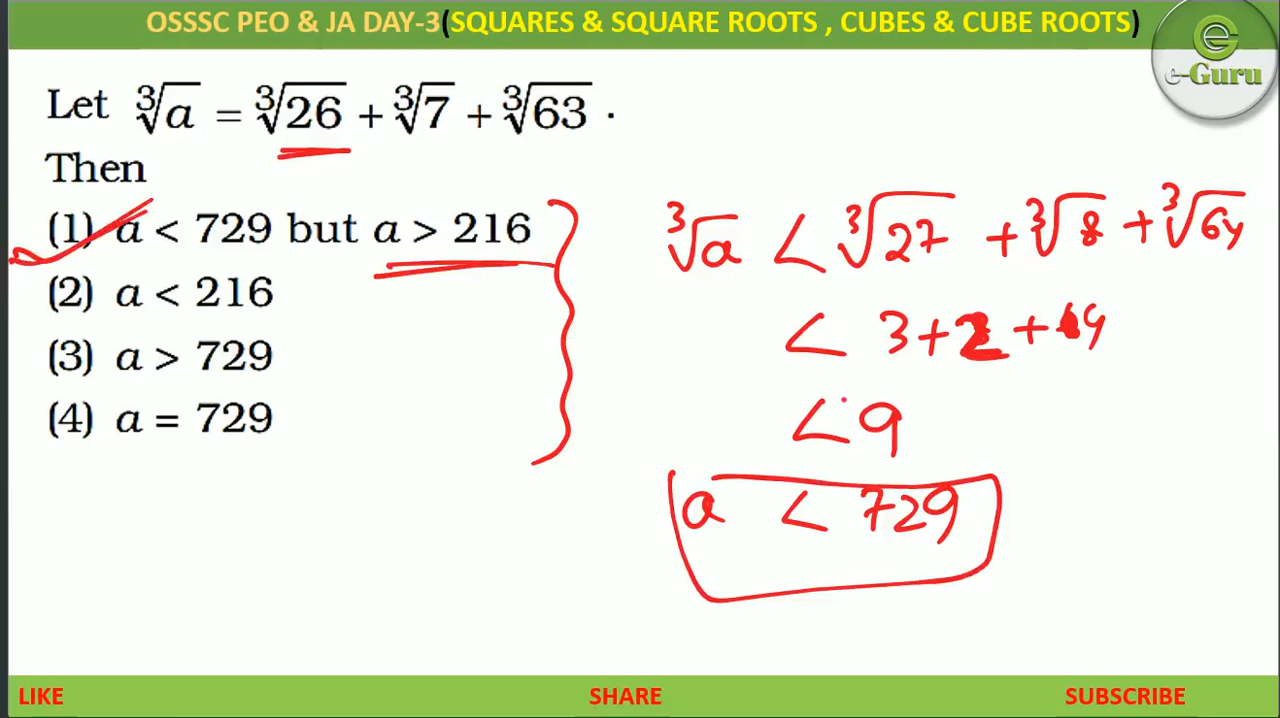 OSSSC PEO & JA DAY-3(SQUARES & SQUARE ROOTS , CUBES & CUBE ROOTS)
e-Guru
Let ∛a = ∛26 + ∛7 + ∛63 .
Then
(1) a < 729 but a > 216
(2) a < 216
(3) a > 729
(4) a = 729
∛a < ∛27 + ∛8 + ∛64
< 3 + 2 + 4
< 9
a < 729
LIKE
SHARE
SUBSCRIBE